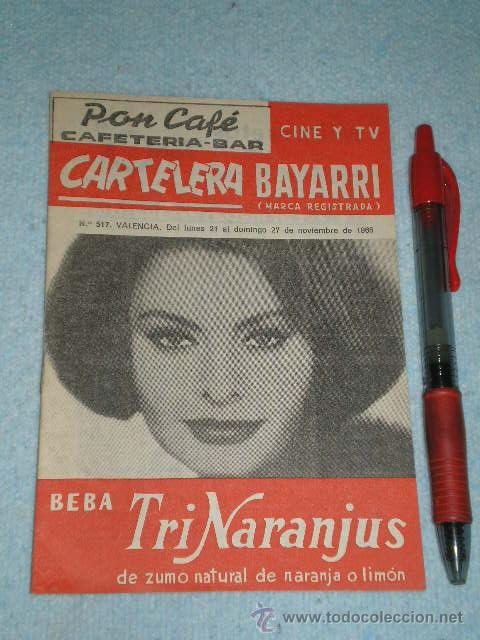 Pon Café
CAFETERIA-BAR
CINE Y TV
CARTELERA BAYARRI
(MARCA REGISTRADA)
N.º 517. VALENCIA. Del lunes 21 al domingo 27 de noviembre de 1966
BEBA TriNaranjus
de zumo natural de naranja o limón
www.todocoleccion.net